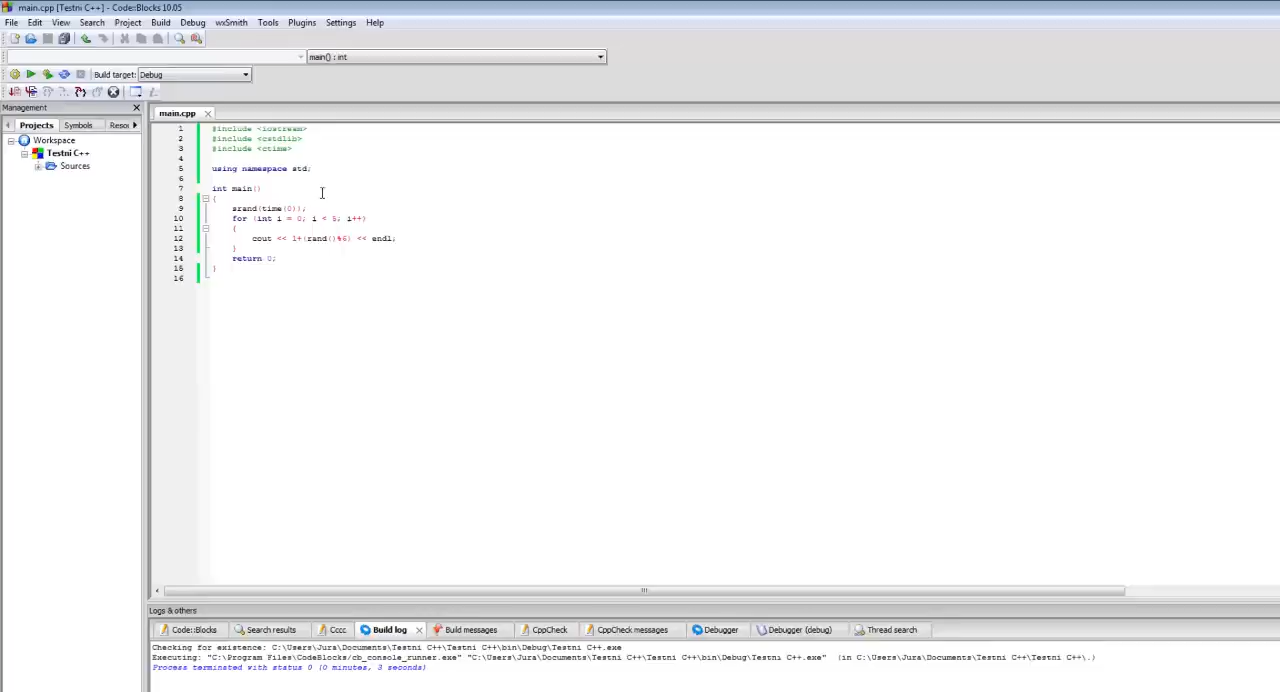 main.cpp [Testni C++] - Code::Blocks 10.05
File Edit View Search Project Build Debug wxSmith Tools Plugins Settings Help
main() : int
Build target: Debug
Management
main.cpp
Projects Symbols Resou
Workspace
Testni C++
Sources
1 #include <iostream>
2 #include <cstdlib>
3 #include <ctime>
4
5 using namespace std;
6
7 int main()
8 {
9 srand(time(0));
10 for (int i = 0; i < 5; i++)
11 {
12 cout << 1+(rand()%6) << endl;
13 }
14 return 0;
15 }
16
Logs & others
Code::Blocks Search results Cccc Build log Build messages CppCheck CppCheck messages Debugger Debugger (debug) Thread search
Checking for existence: C:\Users\Jura\Documents\Testni C++\Testni C++\bin\Debug\Testni C++.exe
Executing: "C:\Program Files\CodeBlocks/cb_console_runner.exe" "C:\Users\Jura\Documents\Testni C++\Testni C++\bin\Debug\Testni C++.exe" (in C:\Users\Jura\Documents\Testni C++\Testni C++\.)
Process terminated with status 0 (0 minutes, 3 seconds)